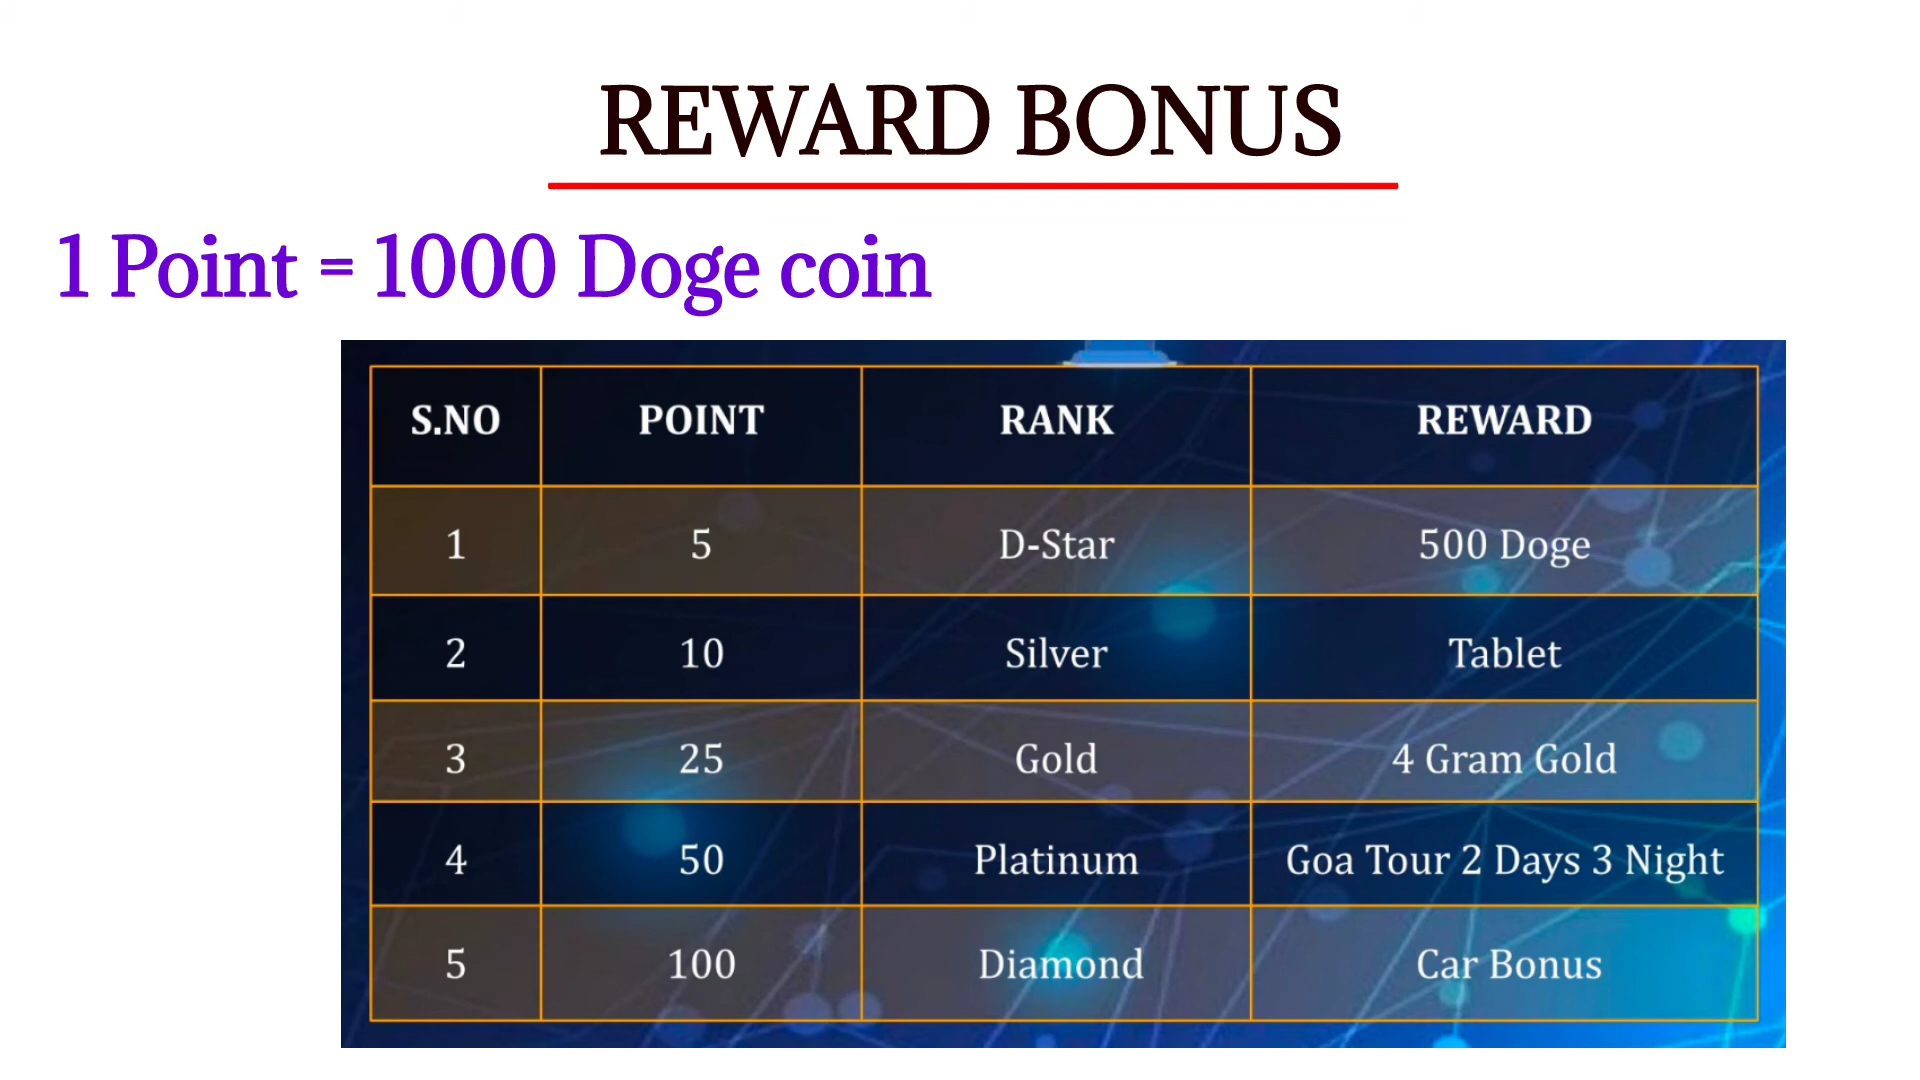 REWARD BONUS
1 Point = 1000 Doge coin
S.NO POINT RANK REWARD
1 5 D-Star 500 Doge
2 10 Silver Tablet
3 25 Gold 4 Gram Gold
4 50 Platinum Goa Tour 2 Days 3 Night
5 100 Diamond Car Bonus